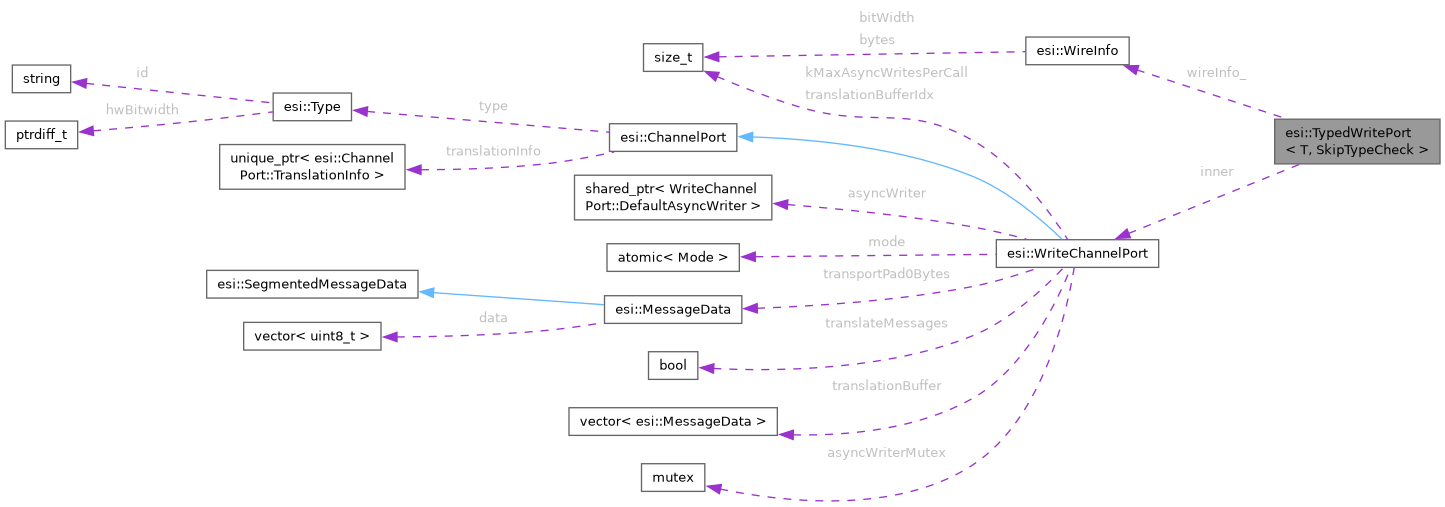 bitWidth
bytes
esi::WireInfo
size_t
string
id
kMaxAsyncWritesPerCall
translationBufferIdx
wireInfo_
esi::Type
hwBitwidth
type
ptrdiff_t
esi::ChannelPort
esi::TypedWritePort
< T, SkipTypeCheck >
translationInfo
unique_ptr< esi::Channel
Port::TranslationInfo >
inner
shared_ptr< WriteChannel
Port::DefaultAsyncWriter >
asyncWriter
mode
atomic< Mode >
esi::WriteChannelPort
transportPad0Bytes
esi::SegmentedMessageData
esi::MessageData
data
translateMessages
vector< uint8_t >
bool
translationBuffer
vector< esi::MessageData >
asyncWriterMutex
mutex